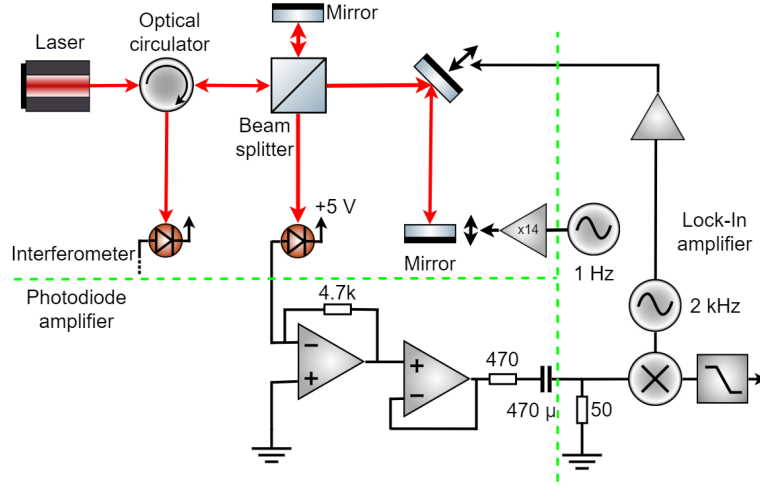 Mirror
Optical
circulator
Laser
Beam
splitter
+5 V
x14
Lock-In
amplifier
Interferometer
Mirror
1 Hz
Photodiode
amplifier
4.7k
2 kHz
470
470 μ
50